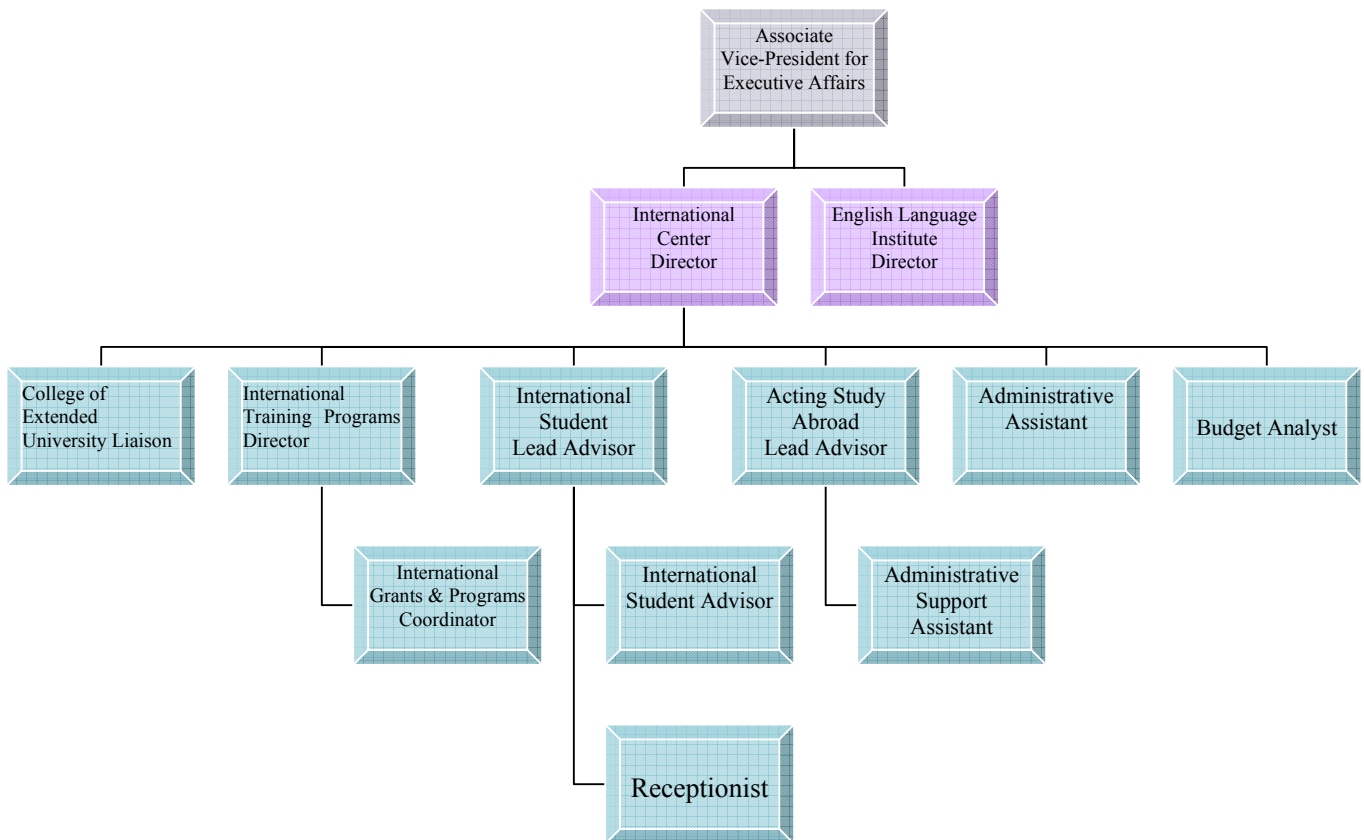 Associate
Vice-President for
Executive Affairs
International
Center
Director
English Language
Institute
Director
College of
Extended
University Liaison
International
Training Programs
Director
International
Student
Lead Advisor
Acting Study
Abroad
Lead Advisor
Administrative
Assistant
Budget Analyst
International
Grants & Programs
Coordinator
International
Student Advisor
Administrative
Support
Assistant
Receptionist